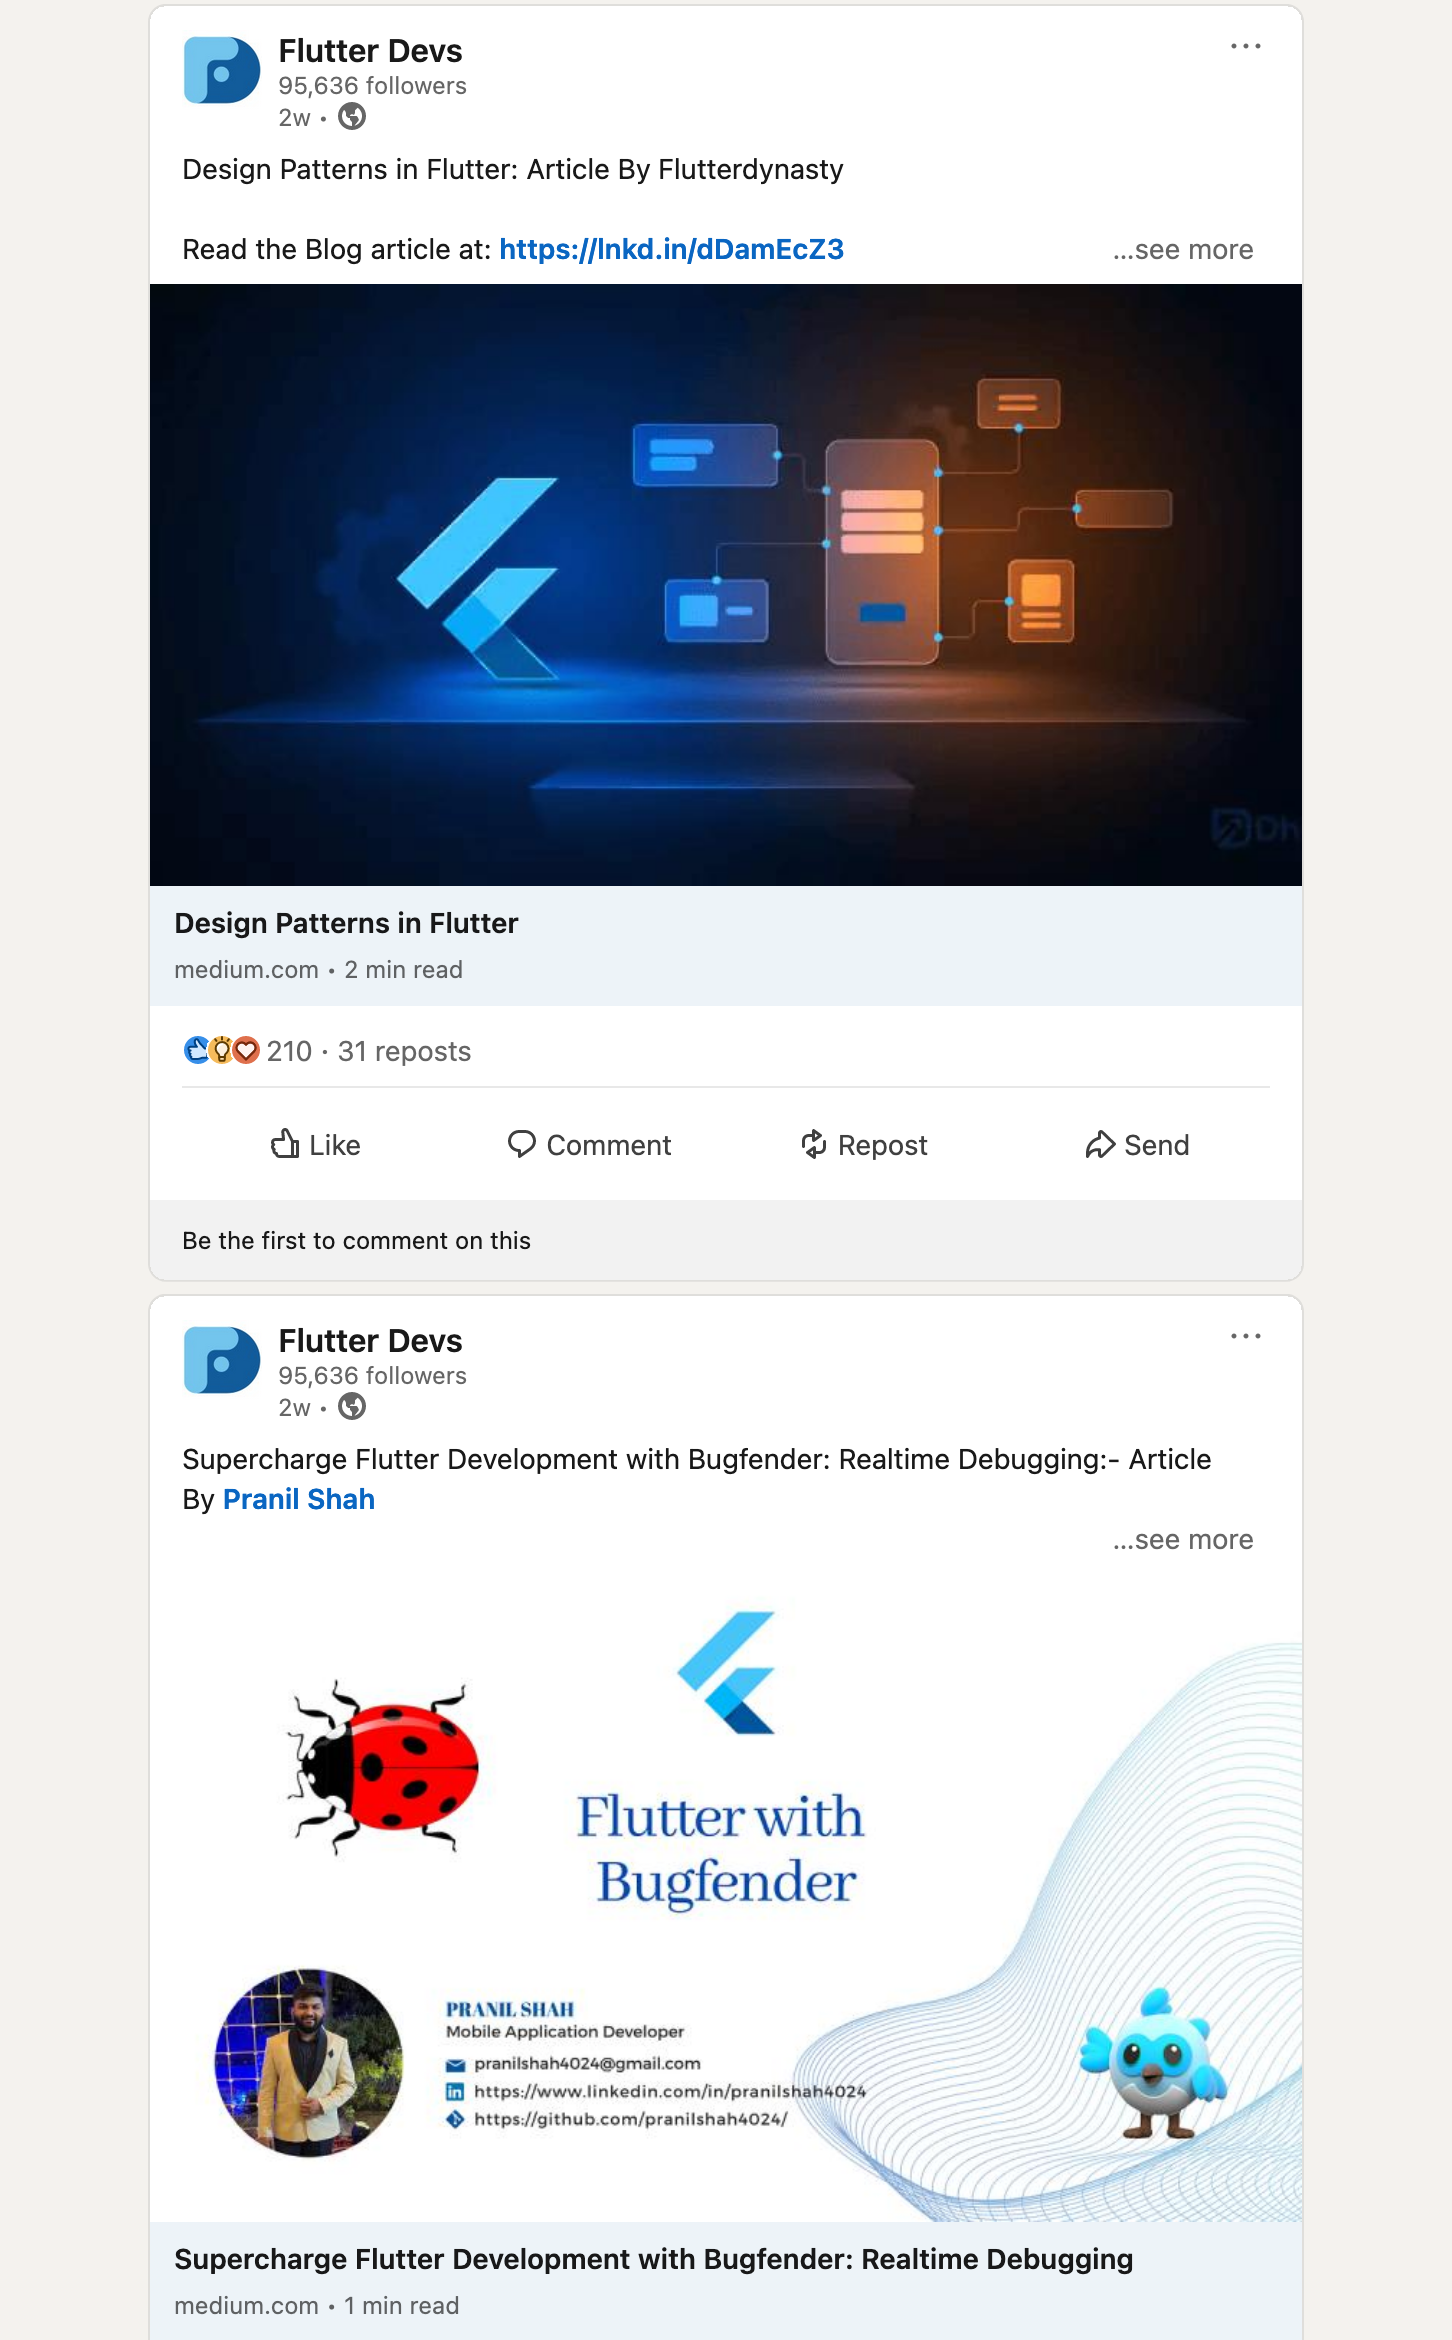 Flutter Devs
95,636 followers
2w •
Design Patterns in Flutter: Article By Flutterdynasty
Read the Blog article at: https://lnkd.in/dDamEcZ3
...see more
Dh
Design Patterns in Flutter
medium.com • 2 min read
210 · 31 reposts
Like Comment Repost Send
Be the first to comment on this
Flutter Devs
95,636 followers
2w •
Supercharge Flutter Development with Bugfender: Realtime Debugging:- Article
By Pranil Shah
...see more
Flutter with
Bugfender
PRANIL SHAH
Mobile Application Developer
pranilshah4024@gmail.com
in https://www.linkedin.com/in/pranilshah4024
https://github.com/pranilshah4024/
Supercharge Flutter Development with Bugfender: Realtime Debugging
medium.com • 1 min read